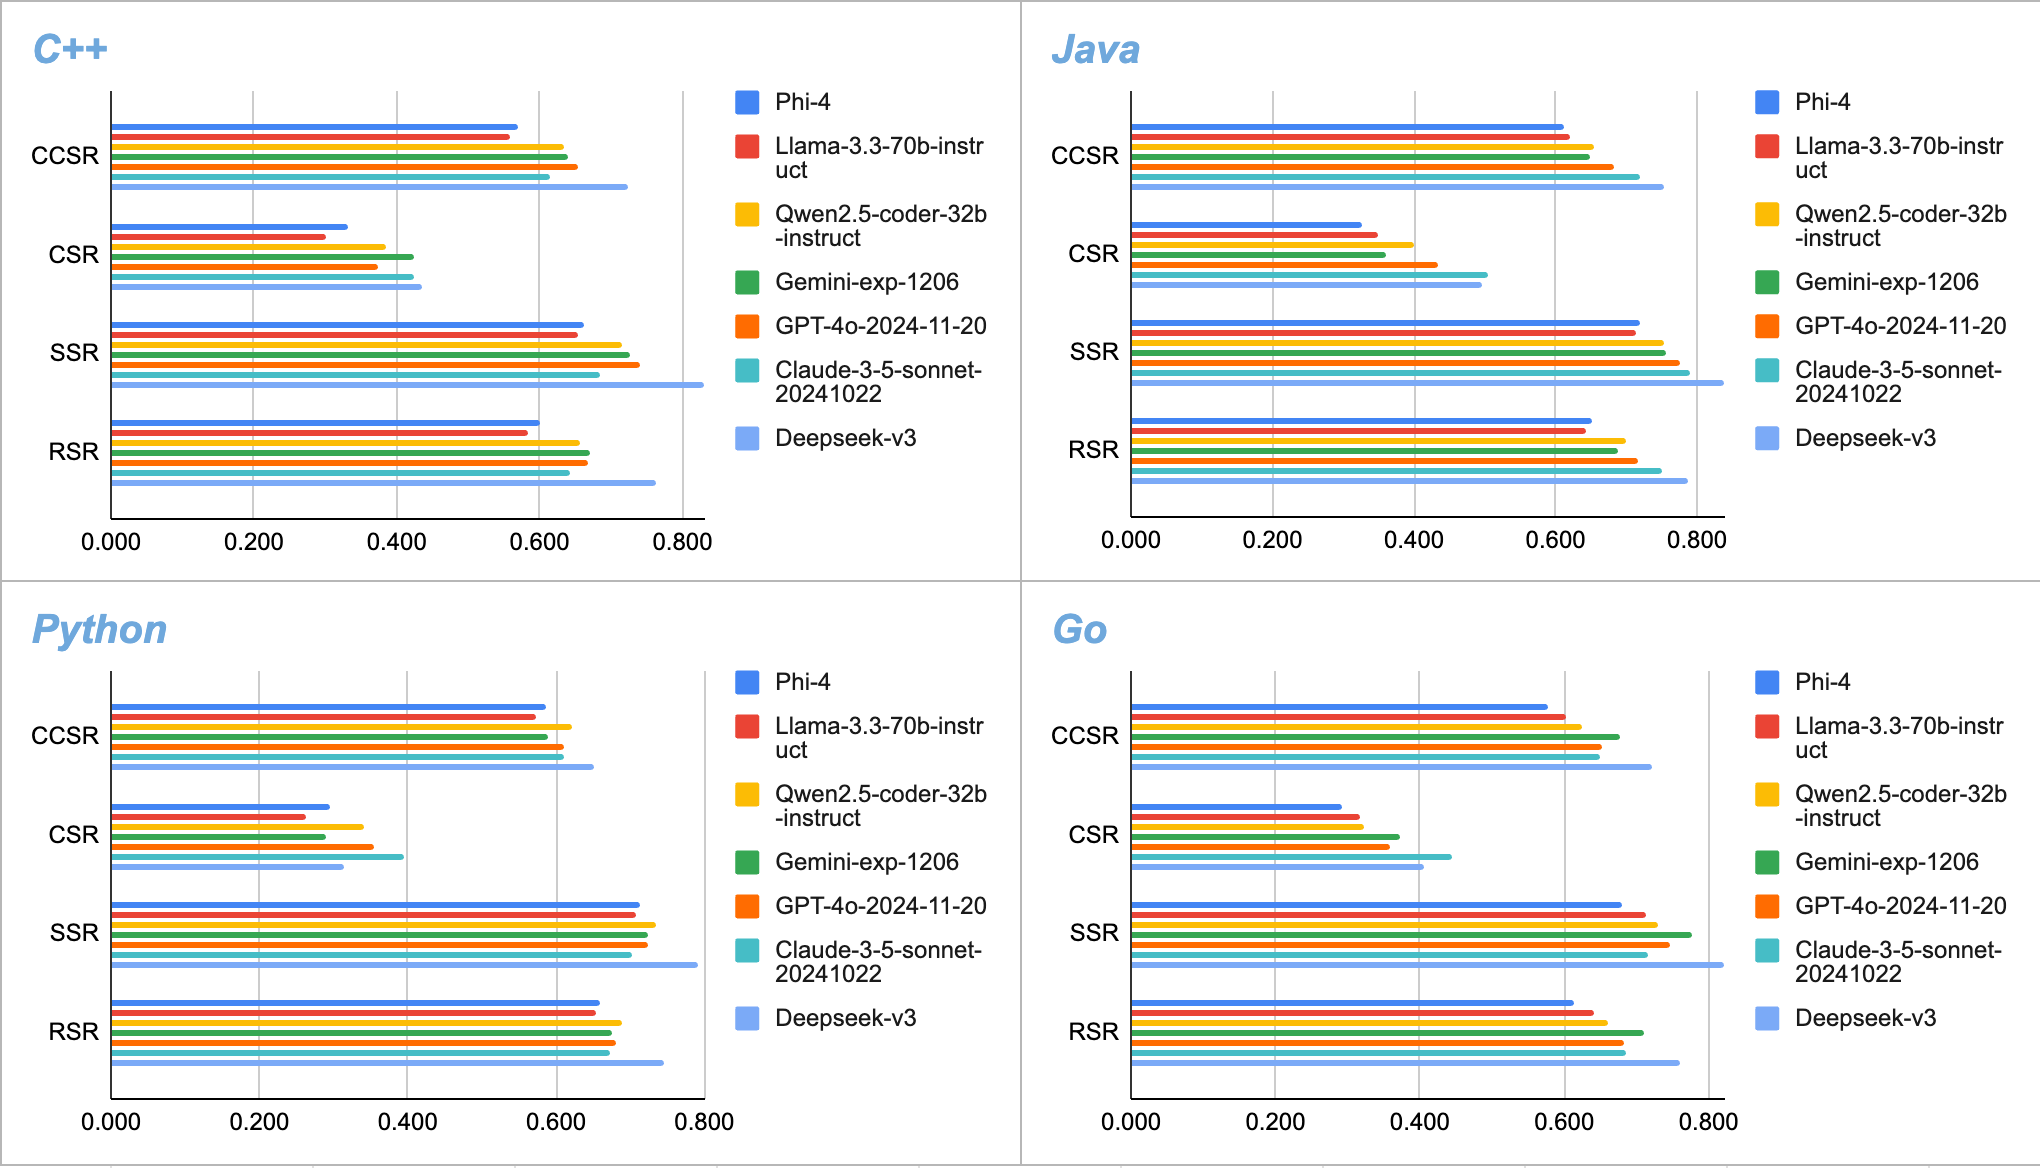 C++
Phi-4
Llama-3.3-70b-instr
uct
Qwen2.5-coder-32b
-instruct
Gemini-exp-1206
GPT-4o-2024-11-20
Claude-3-5-sonnet-
20241022
Deepseek-v3
CCSR
CSR
SSR
RSR
0.000 0.200 0.400 0.600 0.800
Java
Phi-4
Llama-3.3-70b-instr
uct
Qwen2.5-coder-32b
-instruct
Gemini-exp-1206
GPT-4o-2024-11-20
Claude-3-5-sonnet-
20241022
Deepseek-v3
CCSR
CSR
SSR
RSR
0.000 0.200 0.400 0.600 0.800
Python
Phi-4
Llama-3.3-70b-instr
uct
Qwen2.5-coder-32b
-instruct
Gemini-exp-1206
GPT-4o-2024-11-20
Claude-3-5-sonnet-
20241022
Deepseek-v3
CCSR
CSR
SSR
RSR
0.000 0.200 0.400 0.600 0.800
Go
Phi-4
Llama-3.3-70b-instr
uct
Qwen2.5-coder-32b
-instruct
Gemini-exp-1206
GPT-4o-2024-11-20
Claude-3-5-sonnet-
20241022
Deepseek-v3
CCSR
CSR
SSR
RSR
0.000 0.200 0.400 0.600 0.800